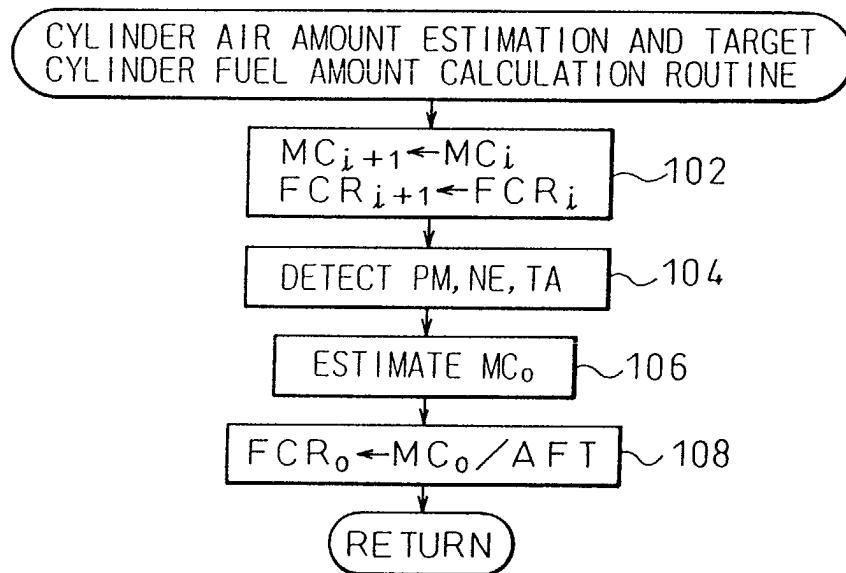 CYLINDER AIR AMOUNT ESTIMATION AND TARGET
CYLINDER FUEL AMOUNT CALCULATION ROUTINE
MCi+1←MCi
FCRi+1←FCRi
102
DETECT PM, NE, TA
104
ESTIMATE MC0
106
FCR0←MC0/AFT
108
RETURN